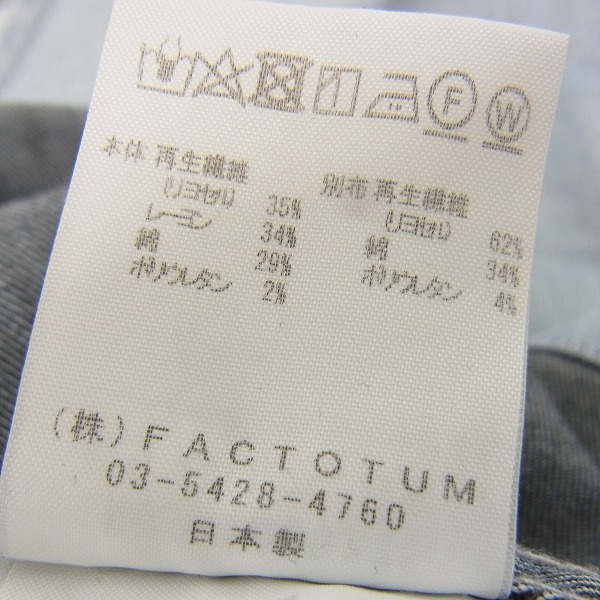 F W
本体 再生繊維
(リヨセル) 35%
レーヨン 34%
綿 29%
ポリウレタン 2%
別布 再生繊維
(リヨセル) 62%
綿 34%
ポリウレタン 4%
(株)FACTOTUM
03-5428-4760
日本製